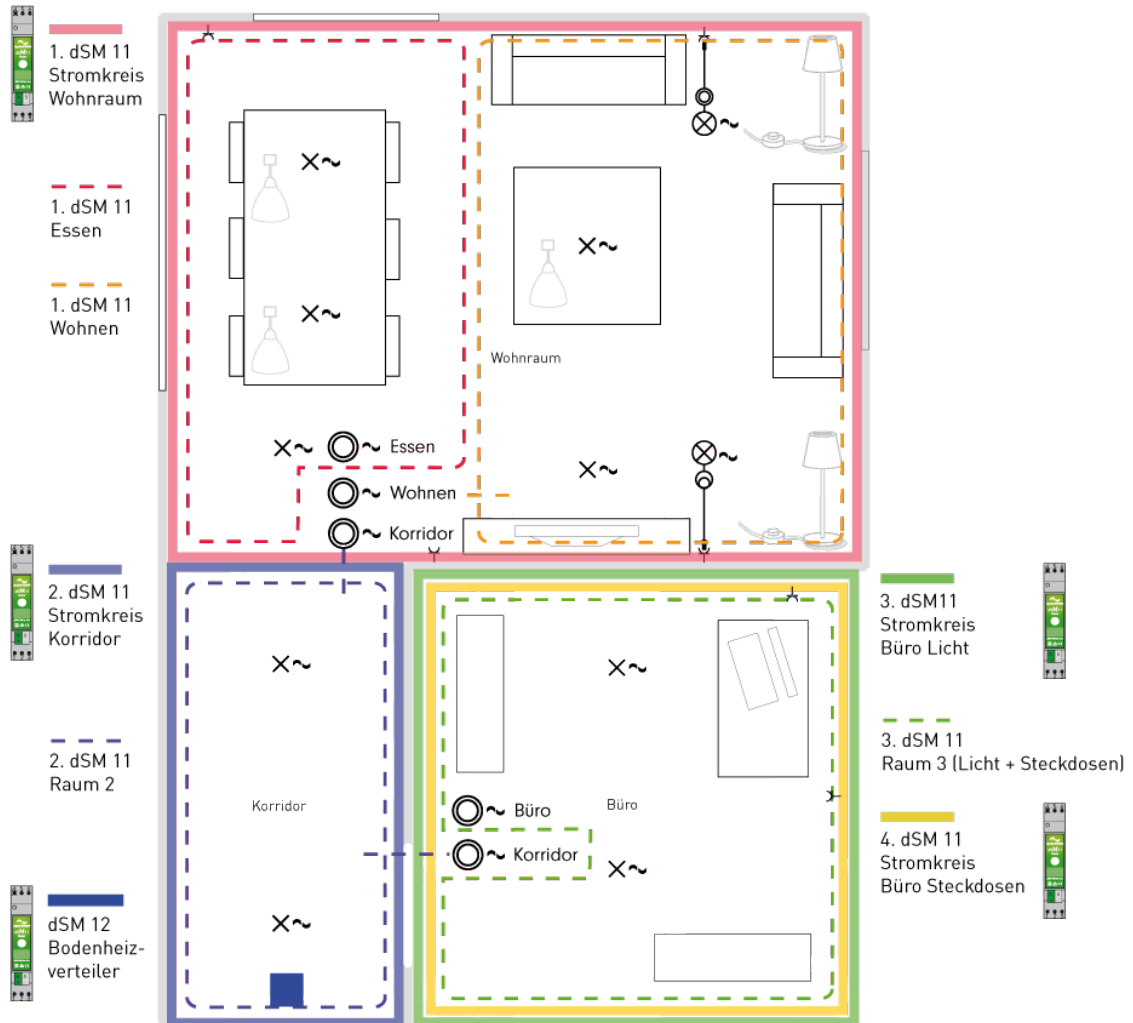 1. dSM 11
Stromkreis
Wohnraum
1. dSM 11
Essen
1. dSM 11
Wohnen
Wohnraum
Essen
Wohnen
Korridor
2. dSM 11
Stromkreis
Korridor
2. dSM 11
Raum 2
dSM 12
Bodenheiz-
verteiler
Korridor
Büro
Büro
Korridor
3. dSM11
Stromkreis
Büro Licht
3. dSM 11
Raum 3 (Licht + Steckdosen)
4. dSM 11
Stromkreis
Büro Steckdosen